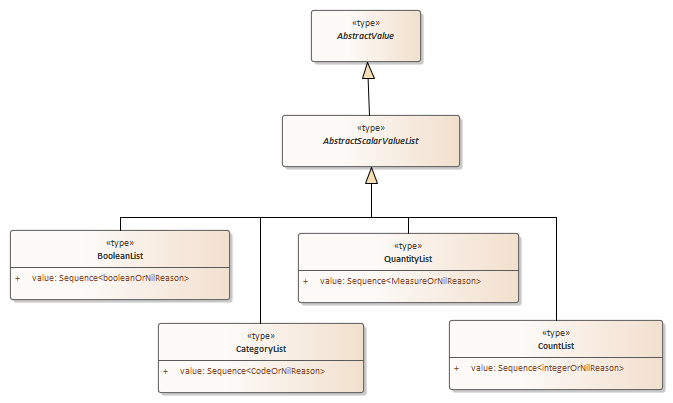 «type»
AbstractValue
«type»
AbstractScalarValueList
«type»
BooleanList
+ value: Sequence<booleanOrNilReason>
«type»
QuantityList
+ value: Sequence<MeasureOrNilReason>
«type»
CategoryList
+ value: Sequence<CodeOrNilReason>
«type»
CountList
+ value: Sequence<integerOrNilReason>